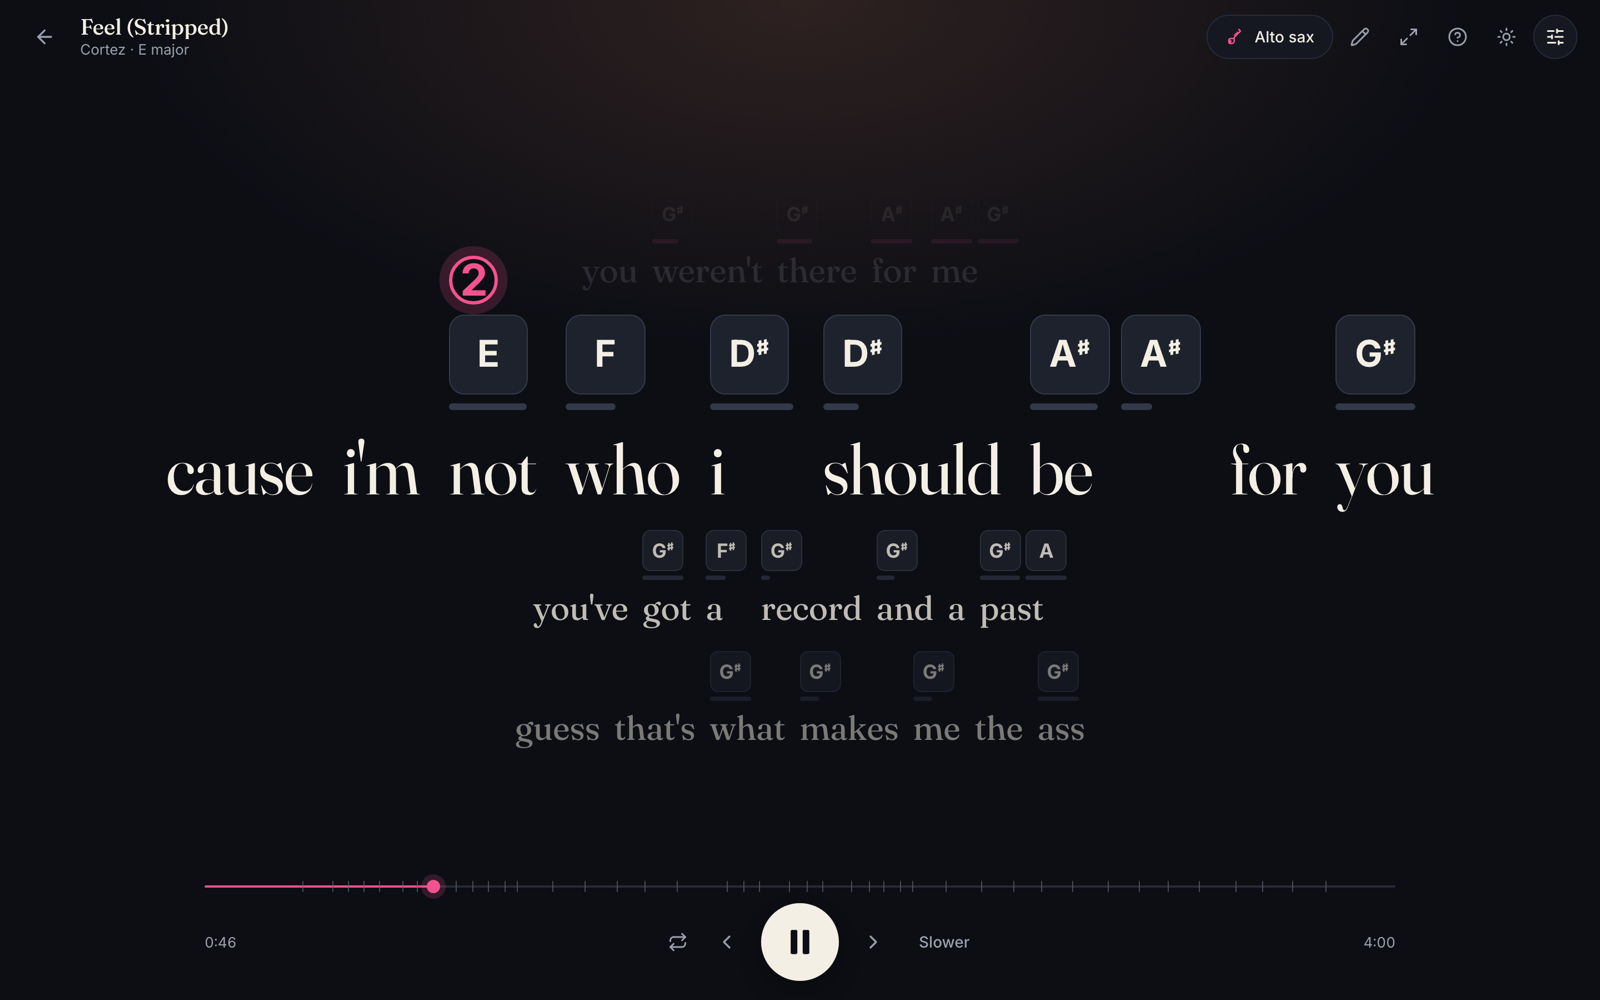 Feel (Stripped)
Cortez · E major
Alto sax
G# G# A# A# G#
you weren't there for me
2
E F D# D# A# A# G#
cause i'm not who i should be for you
G# F# G# G# G# A
you've got a record and a past
G# G# G# G#
guess that's what makes me the ass
0:46
Slower
4:00